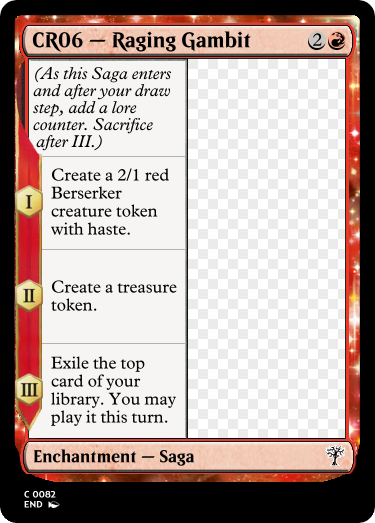 CR06 — Raging Gambit 2
(As this Saga enters
and after your draw
step, add a lore
counter. Sacrifice
after III.)
I
Create a 2/1 red
Berserker
creature token
with haste.
II
Create a treasure
token.
III
Exile the top
card of your
library. You may
play it this turn.
Enchantment — Saga
C 0082
END